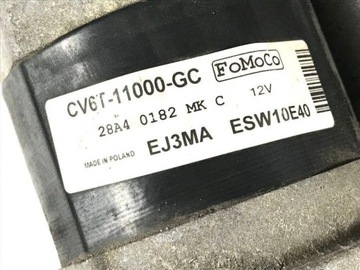 CV6T-11000-GC FoMoCo
28A4 0182 MK C 12V
MADE IN POLAND EJ3MA ESW10E40